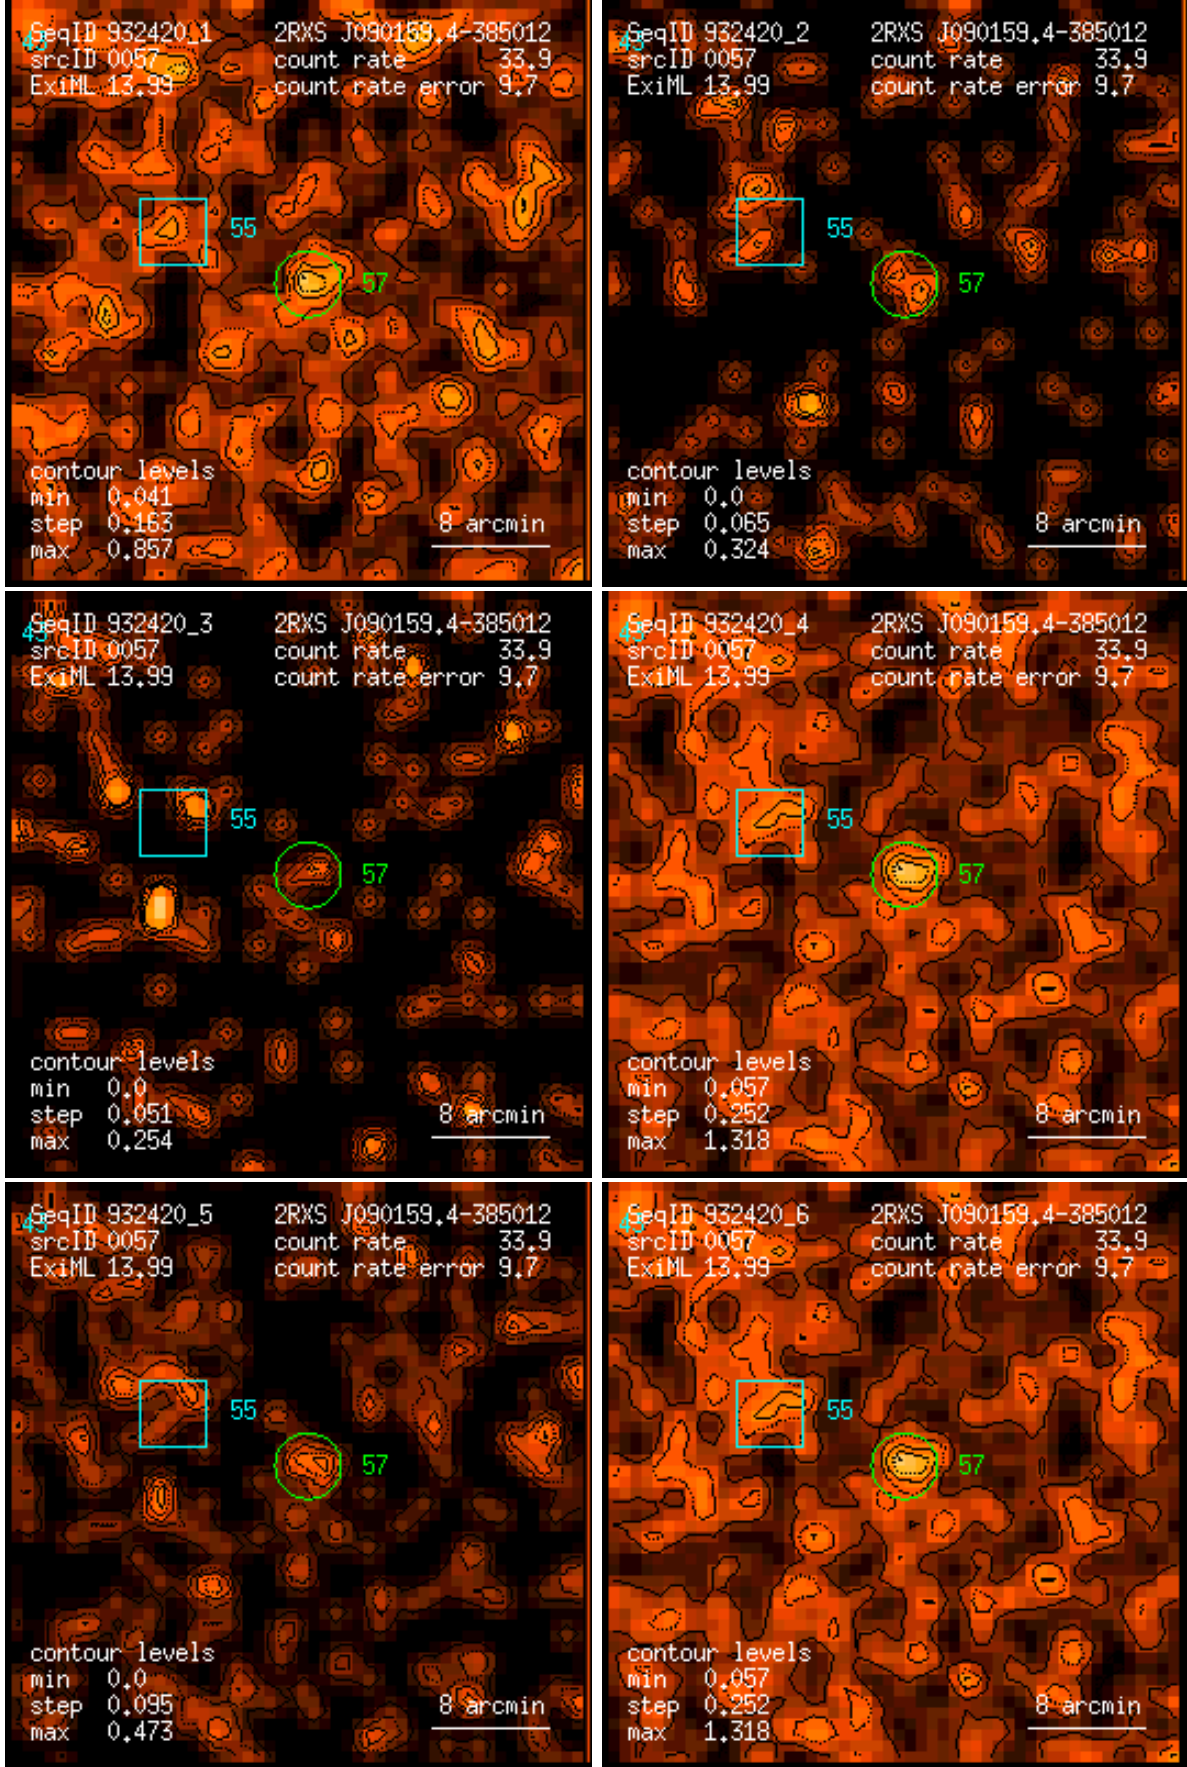 SeqID 932420_1 2RXS J090159.4-385012
43
srcID 0057 count rate 33.9
ExiML 13.99 count rate error 9.7
55
57
contour levels
min 0.041
step 0.163 8 arcmin
max 0.857
SeqID 932420_2 2RXS J090159.4-385012
43
srcID 0057 count rate 33.9
ExiML 13.99 count rate error 9.7
55
57
contour levels
min 0.0
step 0.065 8 arcmin
max 0.324
SeqID 932420_3 2RXS J090159.4-385012
43
srcID 0057 count rate 33.9
ExiML 13.99 count rate error 9.7
55
57
contour levels
min 0.0
step 0.051 8 arcmin
max 0.254
SeqID 932420_4 2RXS J090159.4-385012
43
srcID 0057 count rate 33.9
ExiML 13.99 count rate error 9.7
55
57
contour levels
min 0.057
step 0.252 8 arcmin
max 1.318
SeqID 932420_5 2RXS J090159.4-385012
43
srcID 0057 count rate 33.9
ExiML 13.99 count rate error 9.7
55
57
contour levels
min 0.0
step 0.095 8 arcmin
max 0.473
SeqID 932420_6 2RXS J090159.4-385012
43
srcID 0057 count rate 33.9
ExiML 13.99 count rate error 9.7
55
57
contour levels
min 0.057
step 0.252 8 arcmin
max 1.318